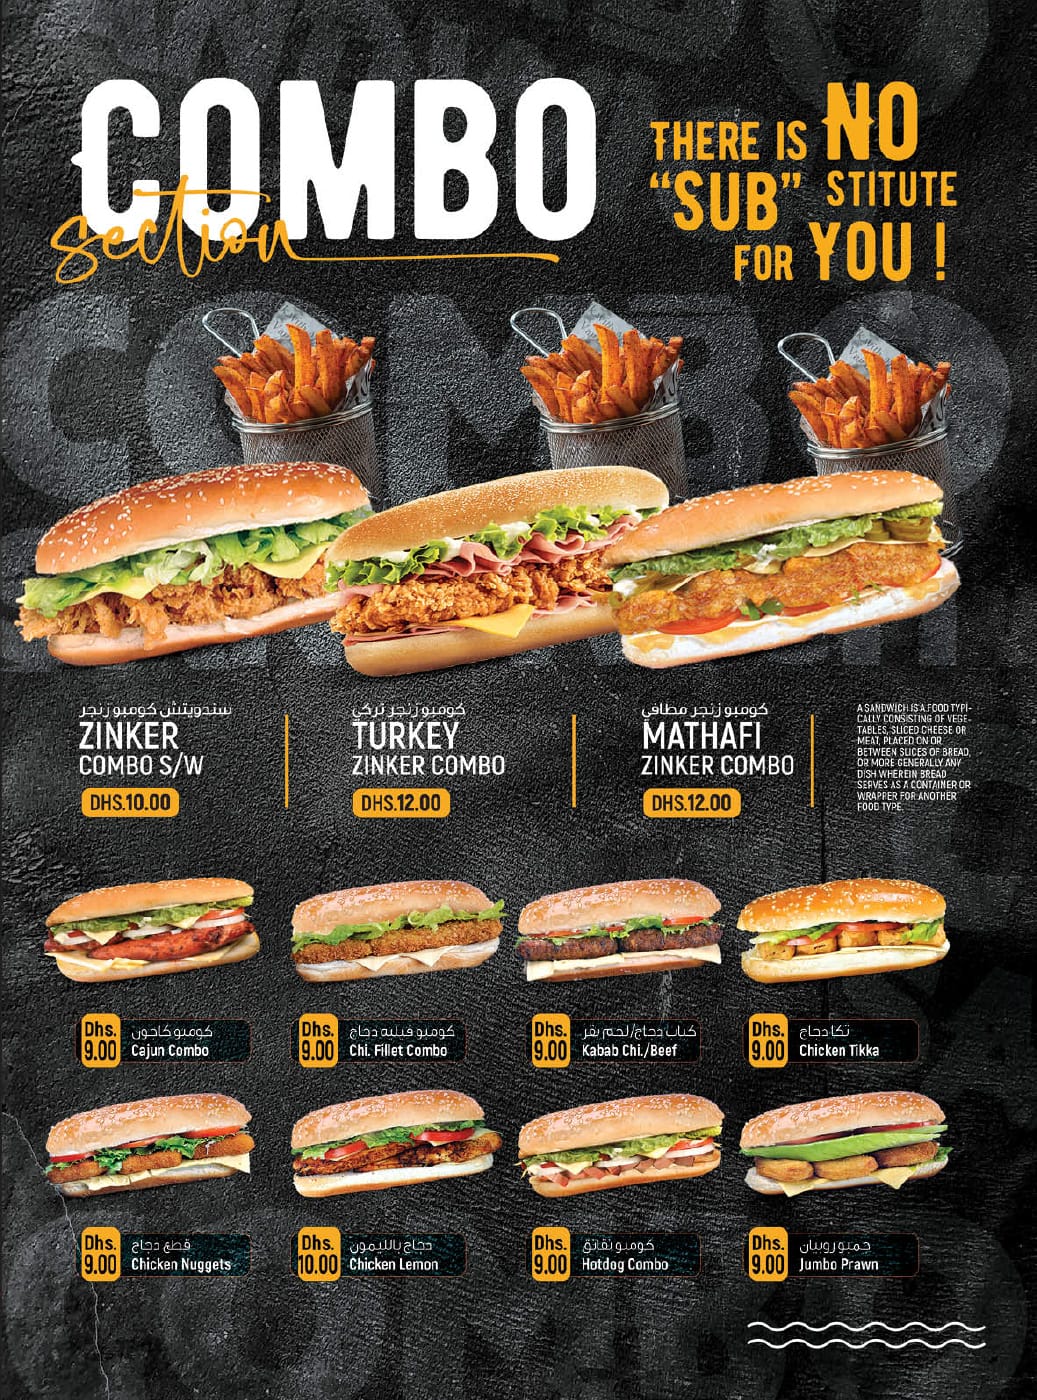 COMBO
section
THERE IS NO
“SUB” STITUTE
FOR YOU !
سندويتش كومبو زنجر
ZINKER
COMBO S/W
DHS.10.00
كومبو زنجر تركي
TURKEY
ZINKER COMBO
DHS.12.00
كومبو زنجر مطافي
MATHAFI
ZINKER COMBO
DHS.12.00
A SANDWICH IS A FOOD TYPI-
CALLY CONSISTING OF VEGE-
TABLES, SLICED CHEESE OR
MEAT, PLACED ON OR
BETWEEN SLICES OF BREAD,
OR MORE GENERALLY ANY
DISH WHEREIN BREAD
SERVES AS A CONTAINER OR
WRAPPER FOR ANOTHER
FOOD TYPE.
Dhs.
9.00
كومبو كاجون
Cajun Combo
Dhs.
9.00
كومبو فيليه دجاج
Chi. Fillet Combo
Dhs.
9.00
كباب دجاج/لحم بقر
Kabab Chi./Beef
Dhs.
9.00
تكا دجاج
Chicken Tikka
Dhs.
9.00
قطع دجاج
Chicken Nuggets
Dhs.
10.00
دجاج بالليمون
Chicken Lemon
Dhs.
9.00
كومبو نقانق
Hotdog Combo
Dhs.
9.00
جمبو روبيان
Jumbo Prawn